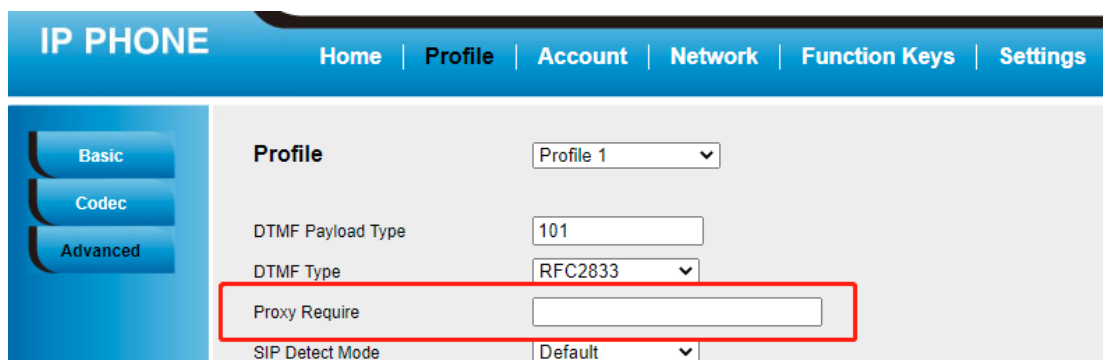 IP PHONE
Home | Profile | Account | Network | Function Keys | Settings
Basic
Codec
Advanced
Profile Profile 1
DTMF Payload Type 101
DTMF Type RFC2833
Proxy Require
SIP Detect Mode Default